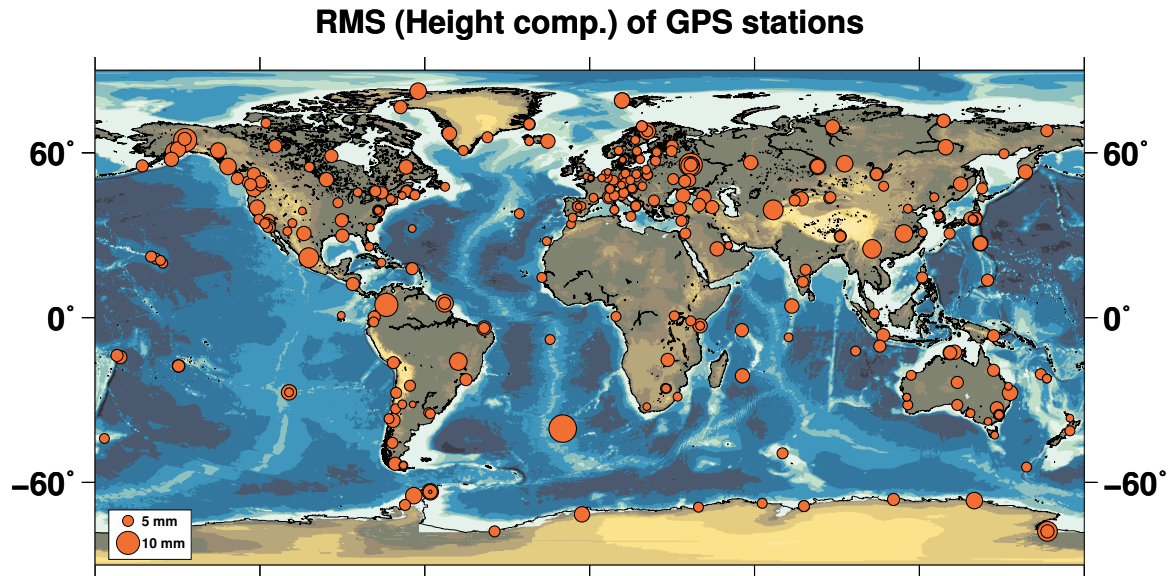 RMS (Height comp.) of GPS stations
60˚ 60˚
0˚ 0˚
−60˚ −60˚
5 mm
10 mm